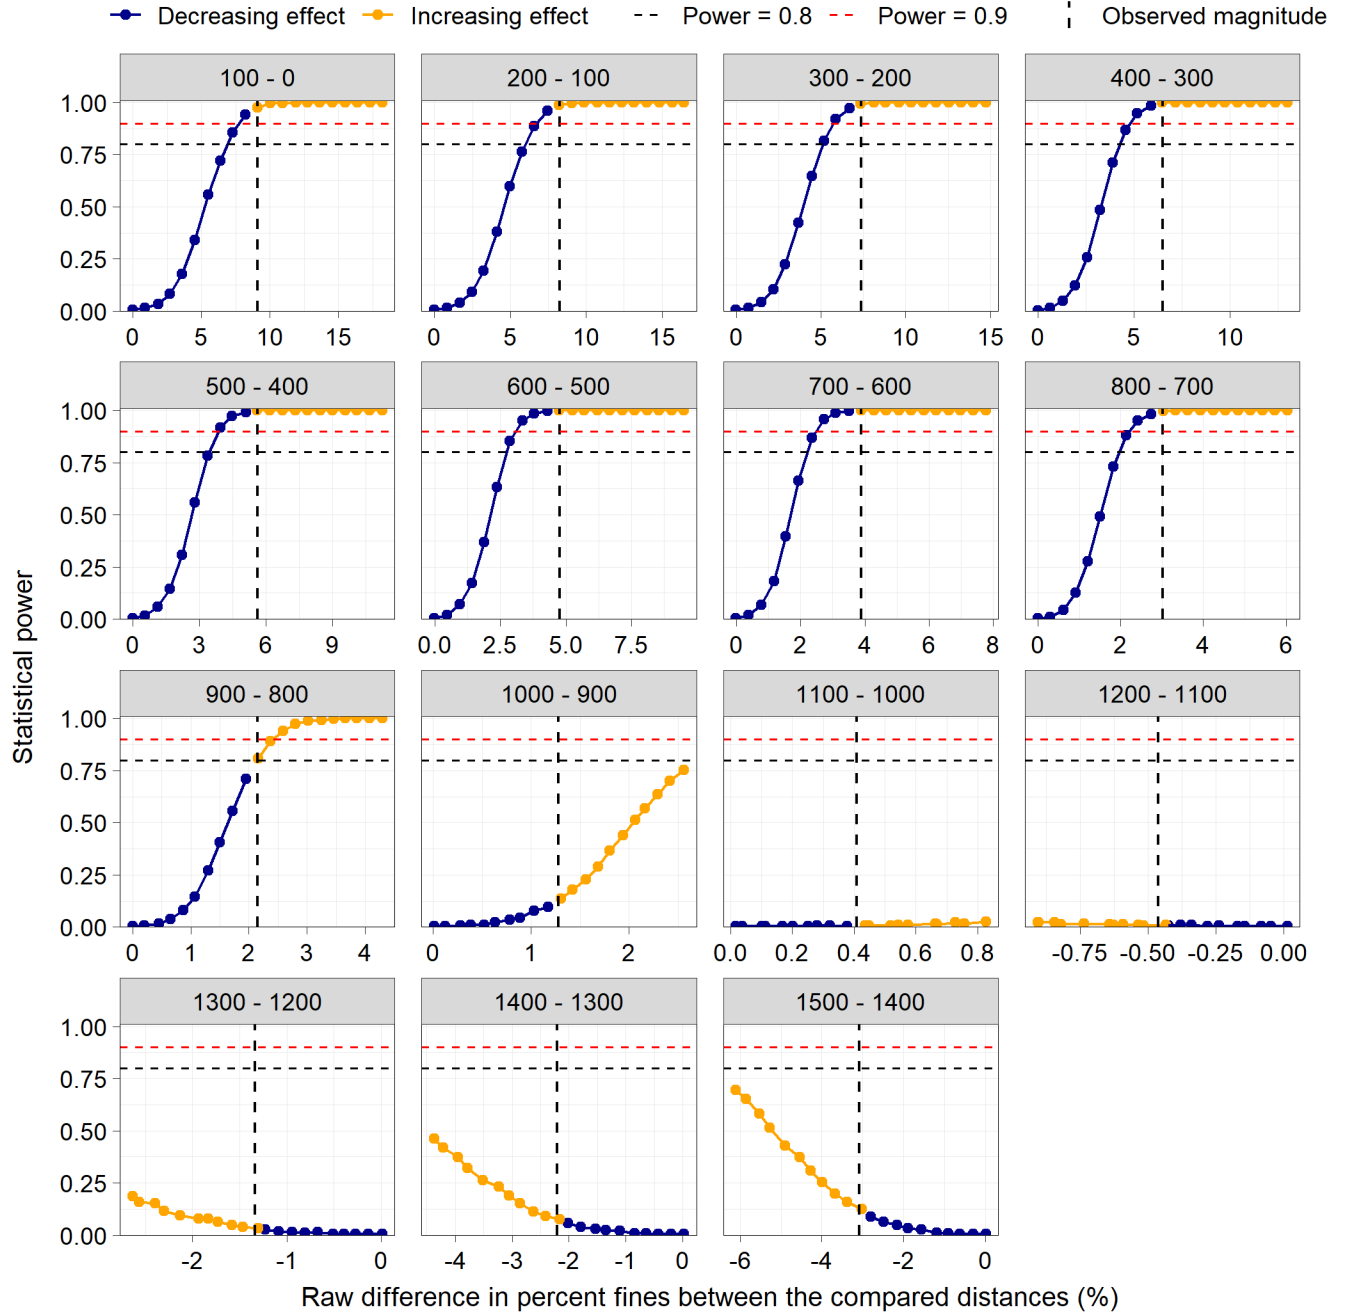 Decreasing effect Increasing effect Power = 0.8 Power = 0.9 Observed magnitude
100 - 0 200 - 100 300 - 200 400 - 300
1.00
0.75
0.50
0.25
0.00
0 5 10 15 0 5 10 15 0 5 10 15 0 5 10
500 - 400 600 - 500 700 - 600 800 - 700
1.00
0.75
0.50
0.25
0.00
0 3 6 9 0.0 2.5 5.0 7.5 0 2 4 6 8 0 2 4 6
Statistical power
900 - 800 1000 - 900 1100 - 1000 1200 - 1100
1.00
0.75
0.50
0.25
0.00
0 1 2 3 4 0 1 2 0.0 0.2 0.4 0.6 0.8 -0.75 -0.50 -0.25 0.00
1300 - 1200 1400 - 1300 1500 - 1400
1.00
0.75
0.50
0.25
0.00
-2 -1 0 -4 -3 -2 -1 0 -6 -4 -2 0
Raw difference in percent fines between the compared distances (%)